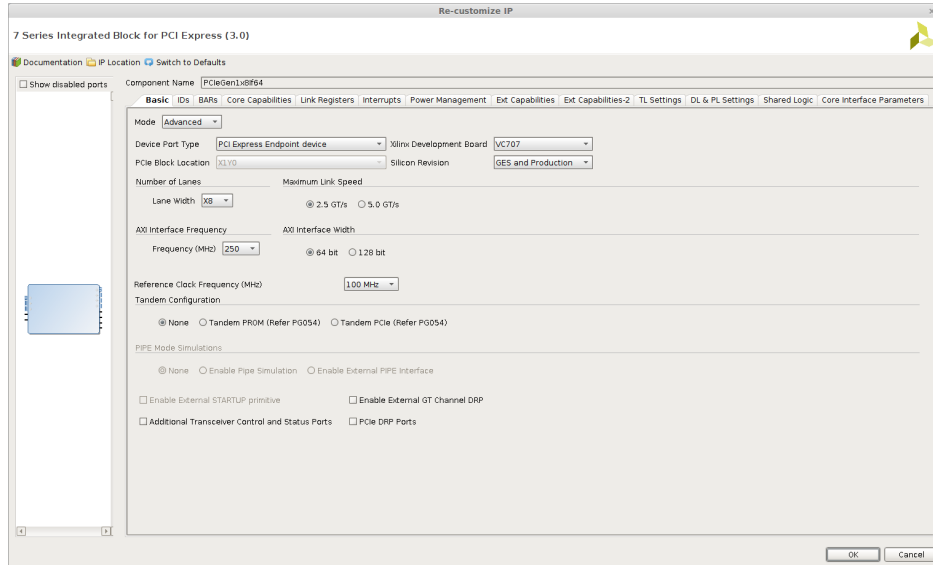 Re-customize IP
7 Series Integrated Block for PCI Express (3.0)
Documentation IP Location Switch to Defaults
Show disabled ports
Component Name PCIeGen1x8If64
Basic IDs BARs Core Capabilities Link Registers Interrupts Power Management Ext Capabilities Ext Capabilities-2 TL Settings DL & PL Settings Shared Logic Core Interface Parameters
Mode Advanced
Device Port Type PCI Express Endpoint device Xilinx Development Board VC707
PCIe Block Location X1Y0 Silicon Revision GES and Production
Number of Lanes Maximum Link Speed
Lane Width X8 2.5 GT/s 5.0 GT/s
AXI Interface Frequency AXI Interface Width
Frequency (MHz) 250 64 bit 128 bit
Reference Clock Frequency (MHz) 100 MHz
Tandem Configuration
None Tandem PROM (Refer PG054) Tandem PCIe (Refer PG054)
PIPE Mode Simulations
None Enable Pipe Simulation Enable External PIPE Interface
Enable External STARTUP primitive Enable External GT Channel DRP
Additional Transceiver Control and Status Ports PCIe DRP Ports
OK Cancel